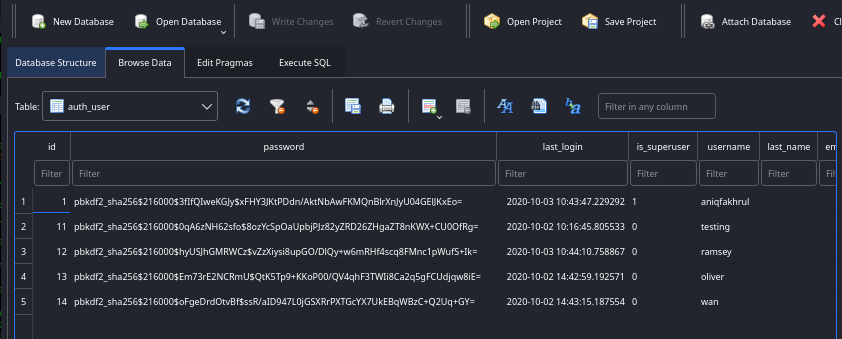 New Database Open Database Write Changes Revert Changes Open Project Save Project Attach Database Cl
Database Structure Browse Data Edit Pragmas Execute SQL
Table: auth_user Filter in any column
id password last_login is_superuser username last_name em
Filter Filter Filter Filter Filter Filter Filter
1 1 pbkdf2_sha256$216000$3fIfQIweKGJy$xFHY3JKtPDdn/AktNbAwFKMQnBlrXnJyU04GEIJKxEo= 2020-10-03 10:43:47.229292 1 aniqfakhrul
2 11 pbkdf2_sha256$216000$0qA6zNH62sfo$8ozYcSpOaUpbjPJz82yZRD26ZHgaZT8nKWX+CU0OfRg= 2020-10-02 10:16:45.805533 0 testing
3 12 pbkdf2_sha256$216000$hyUSJhGMRWCz$vZzXiysi8upGO/DlQy+w6mRHf4scq8FMnc1pWufS+Ik= 2020-10-03 10:44:10.758867 0 ramsey
4 13 pbkdf2_sha256$216000$Em73rE2NCRmU$QtK5Tp9+KKoP00/QV4qhF3TWIi8Ca2q5gFCUdjqw8iE= 2020-10-02 14:42:59.192571 0 oliver
5 14 pbkdf2_sha256$216000$oFgeDrdOtvBf$ssR/aID947L0jGSXRrPXTGcYX7UkEBqWBzC+Q2Uq+GY= 2020-10-02 14:43:15.187554 0 wan